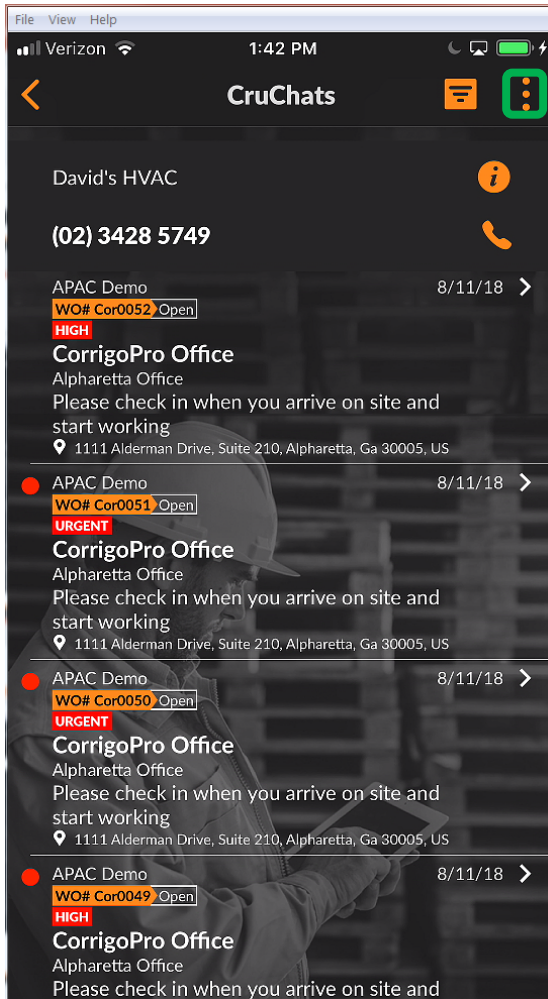 File View Help
Verizon 1:42 PM
CruChats
David's HVAC
i
(02) 3428 5749
APAC Demo 8/11/18
WO# Cor0052 Open
HIGH
CorrigoPro Office
Alpharetta Office
Please check in when you arrive on site and
start working
1111 Alderman Drive, Suite 210, Alpharetta, Ga 30005, US
APAC Demo 8/11/18
WO# Cor0051 Open
URGENT
CorrigoPro Office
Alpharetta Office
Please check in when you arrive on site and
start working
1111 Alderman Drive, Suite 210, Alpharetta, Ga 30005, US
APAC Demo 8/11/18
WO# Cor0050 Open
URGENT
CorrigoPro Office
Alpharetta Office
Please check in when you arrive on site and
start working
1111 Alderman Drive, Suite 210, Alpharetta, Ga 30005, US
APAC Demo 8/11/18
WO# Cor0049 Open
HIGH
CorrigoPro Office
Alpharetta Office
Please check in when you arrive on site and